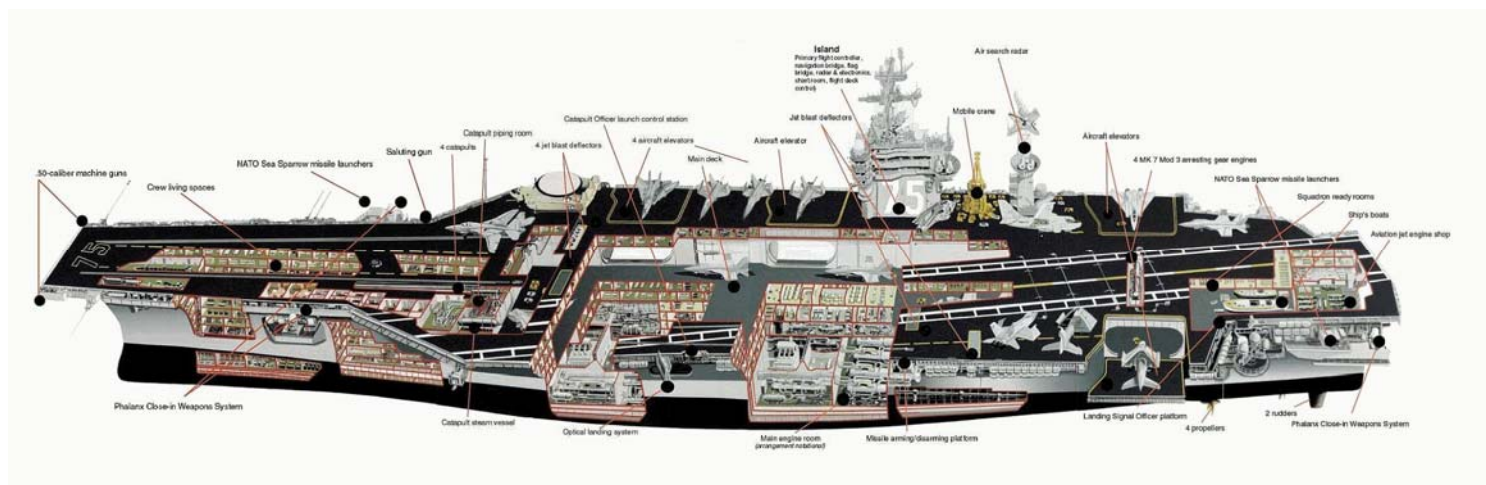 Island
Primary flight controller,
navigation bridge, flag
bridge, radar & electronics,
chart room, flight deck
control)
Air search radar
Mobile crane
Jet blast deflectors
Catapult Officer launch control station
Catapult piping room
4 aircraft elevators
Aircraft elevator
Aircraft elevators
Saluting gun
4 catapults
4 jet blast deflectors
Main deck
4 MK 7 Mod 3 arresting gear engines
NATO Sea Sparrow missile launchers
NATO Sea Sparrow missile launchers
.50-caliber machine guns
Crew living spaces
Squadron ready rooms
Ship's boats
Aviation jet engine shop
75
75
Phalanx Close-in Weapons System
Catapult steam vessel
Optical landing system
Main engine room
(arrangement notational)
Missile arming/disarming platform
Landing Signal Officer platform
4 propellers
2 rudders
Phalanx Close-in Weapons System